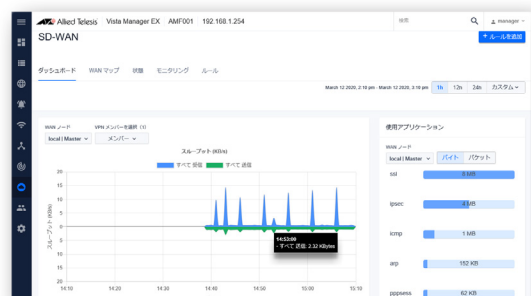 Allied Telesis Vista Manager EX AMF001 192.168.1.254 検索 manager
SD-WAN
+ ルールを追加
ダッシュボード WAN マップ 状態 モニタリング ルール
March 12 2020, 2:10 pm - March 12 2020, 3:10 pm 1h 12h 24h カスタム
WAN ノード VPN メンバーを選択 (1)
local | Master メンバー
スループット (KB/s)
すべて 受信 すべて 送信
スループット (KB/s)
20
15
10
5
0
5
10
15
20
14:10 14:20 14:30 14:40 14:50 15:00 15:10
14:53:00
- すべて 送信: 2.32 KBytes
使用アプリケーション
WAN ノード
local | Master バイト パケット
ssl 8 MB
ipsec 4 MB
icmp 1 MB
arp 152 KB
pppsess 62 KB